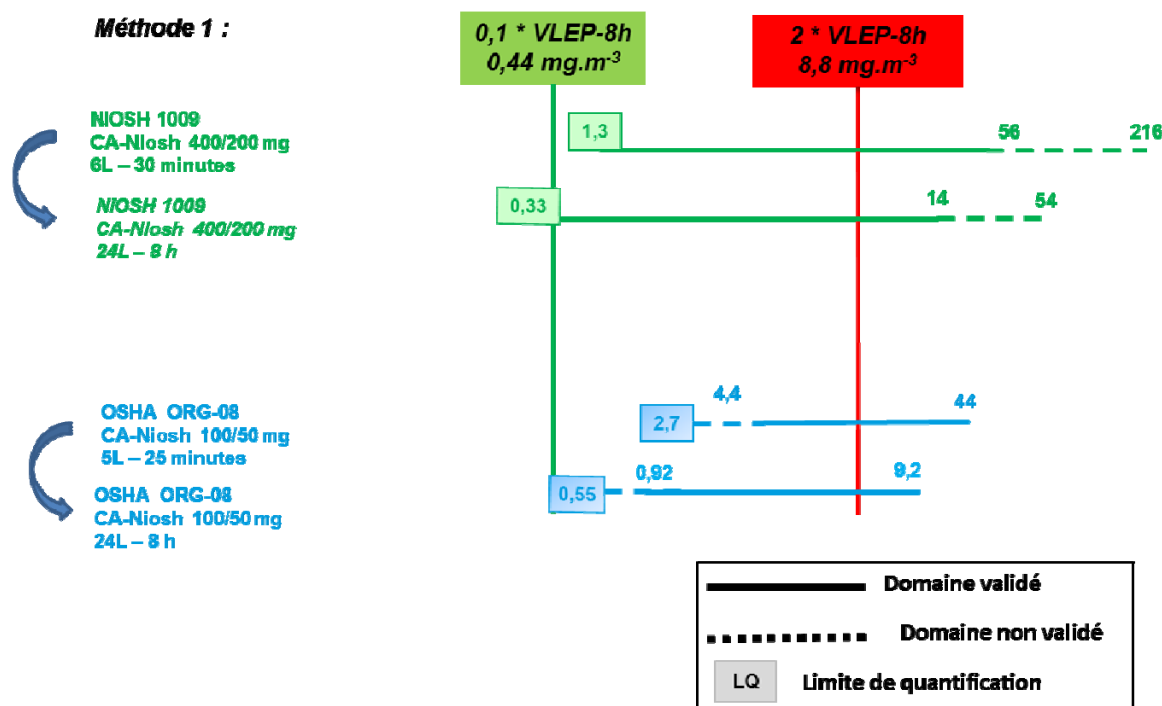 Méthode 1 :
0,1 * VLEP-8h
0,44 mg.m-3
2 * VLEP-8h
8,8 mg.m-3
NIOSH 1009
CA-Niosh 400/200 mg
6L – 30 minutes
1,3
56
216
NIOSH 1009
CA-Niosh 400/200 mg
24L – 8 h
0,33
14
54
OSHA ORG-08
CA-Niosh 100/50 mg
5L – 25 minutes
2,7
4,4
44
OSHA ORG-08
CA-Niosh 100/50 mg
24L – 8 h
0,55
0,92
9,2
Domaine validé
Domaine non validé
LQ Limite de quantification